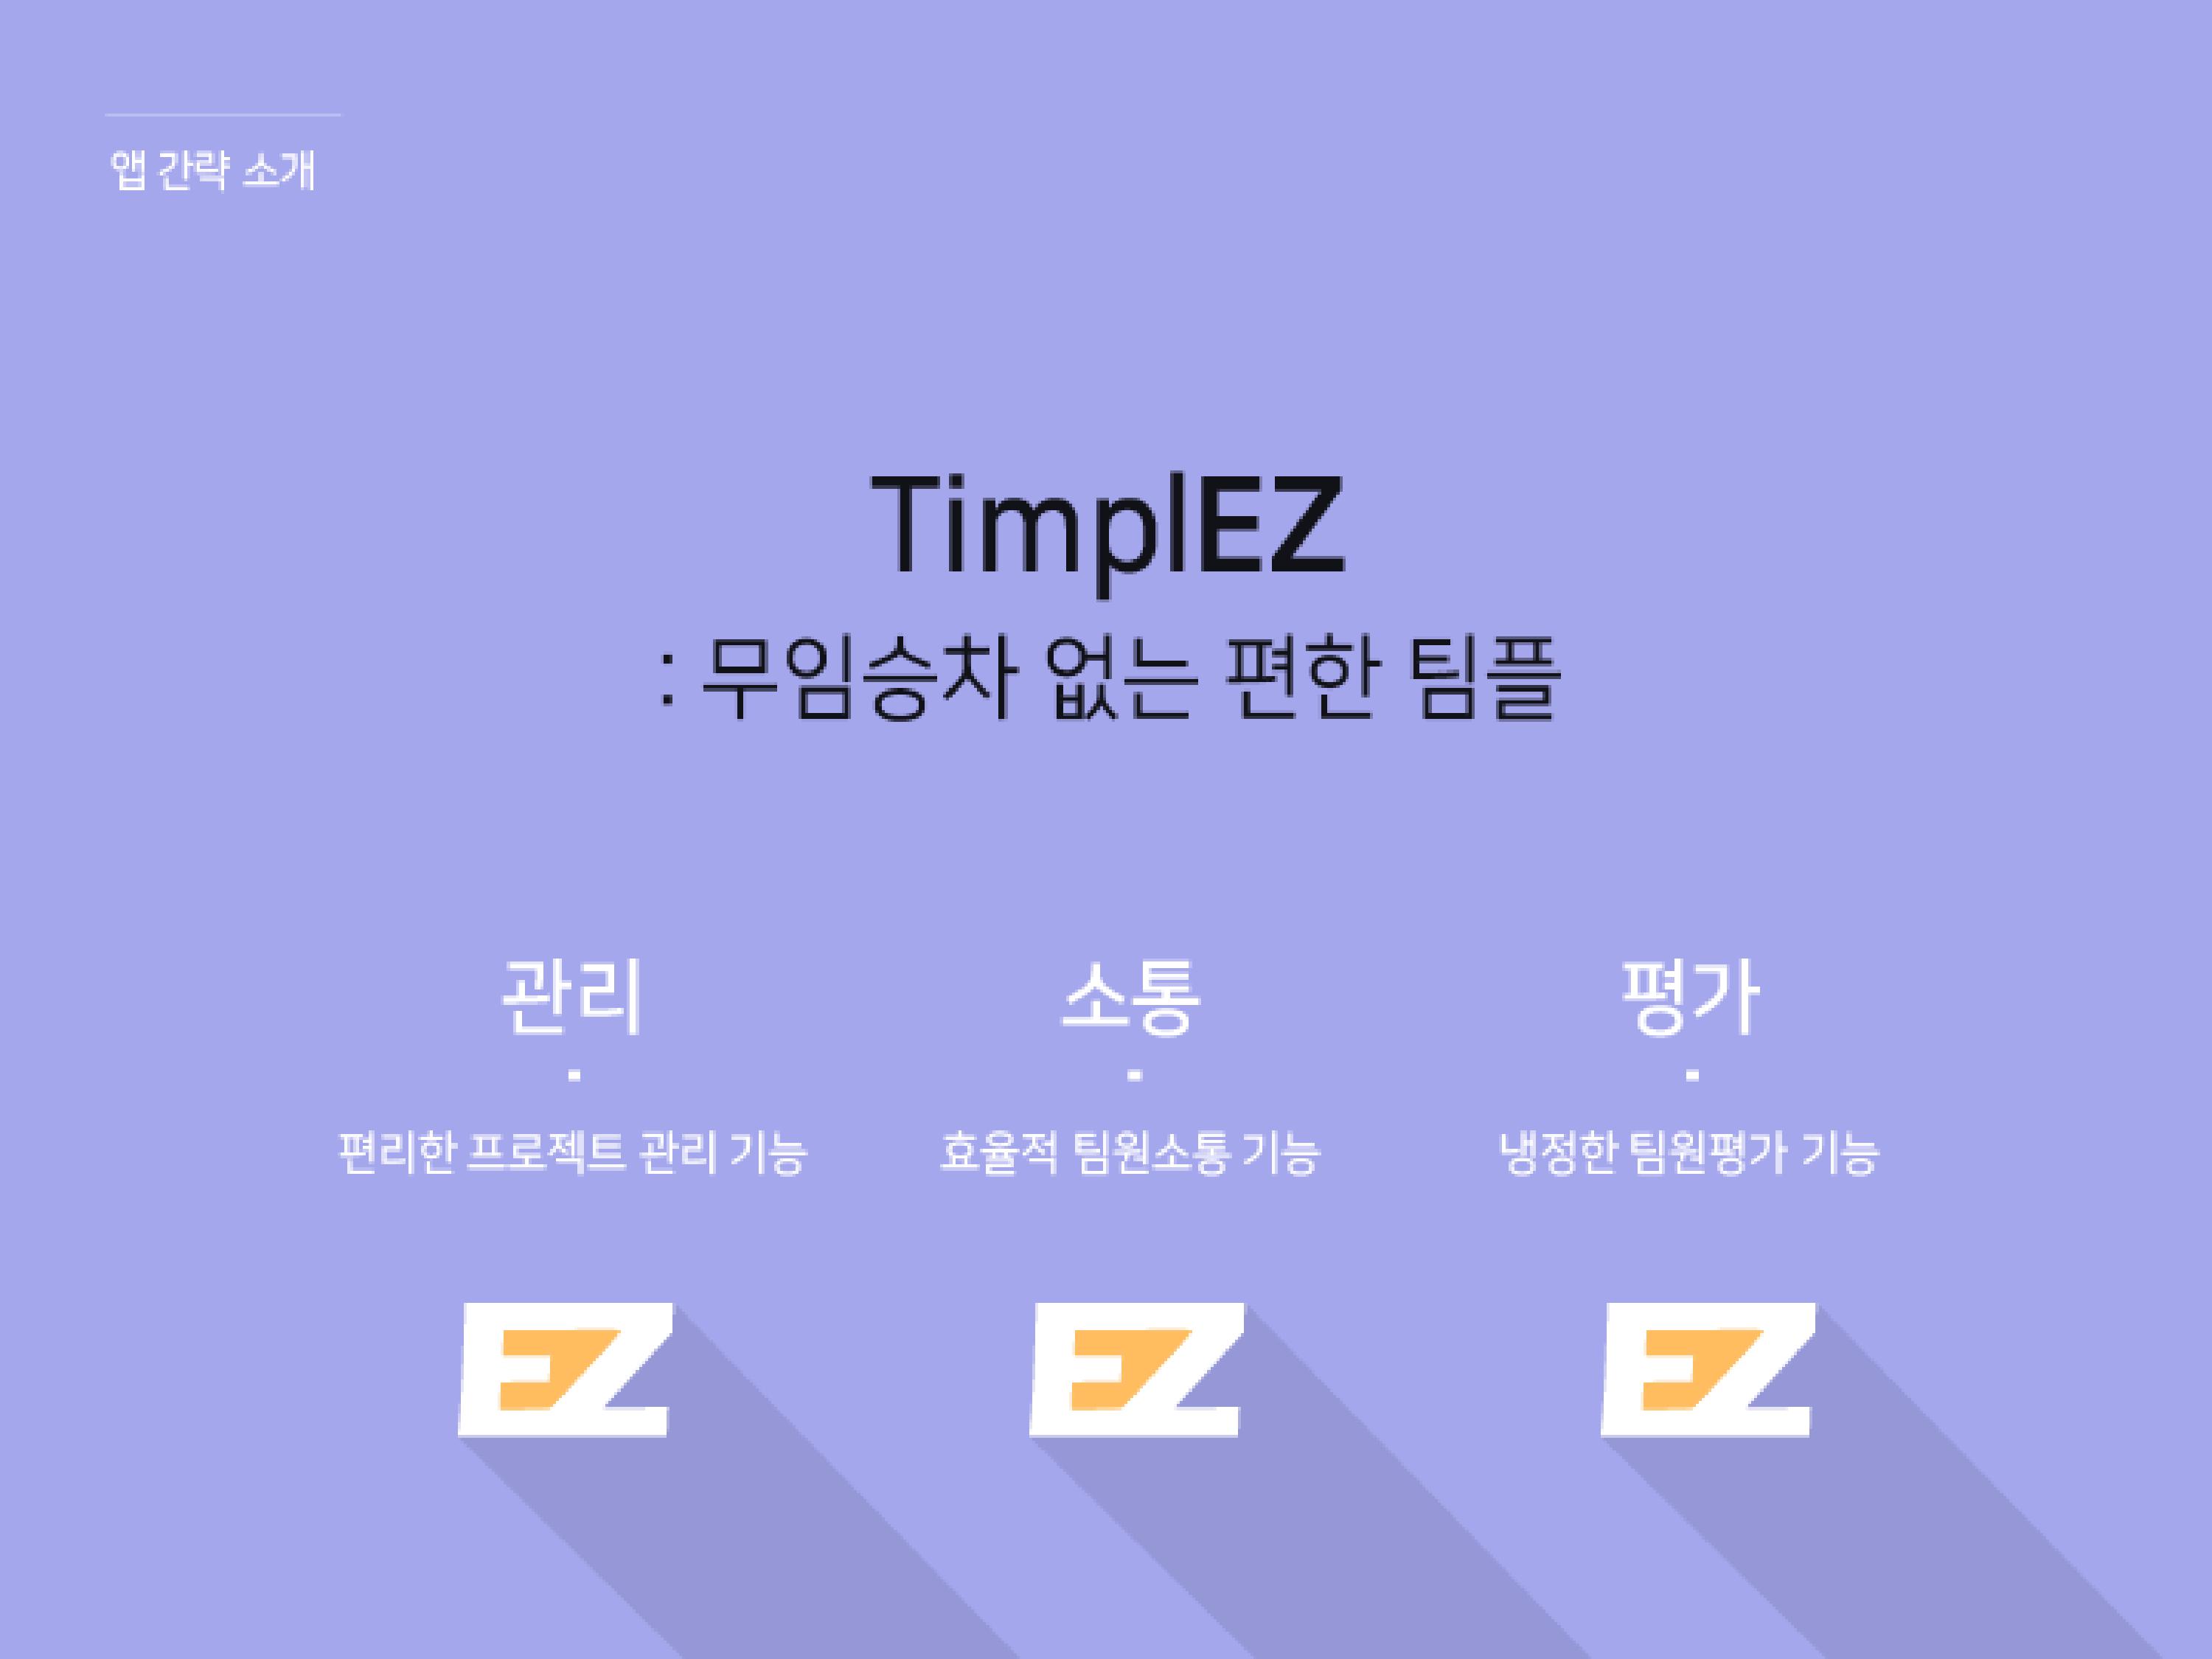 앱 간략 소개
TimplEZ
: 무임승차 없는 편한 팀플
관리 소통 평가
편리한 프로젝트 관리 기능 효율적 팀원소통 기능 냉정한 팀원평가 기능
EZ EZ EZ